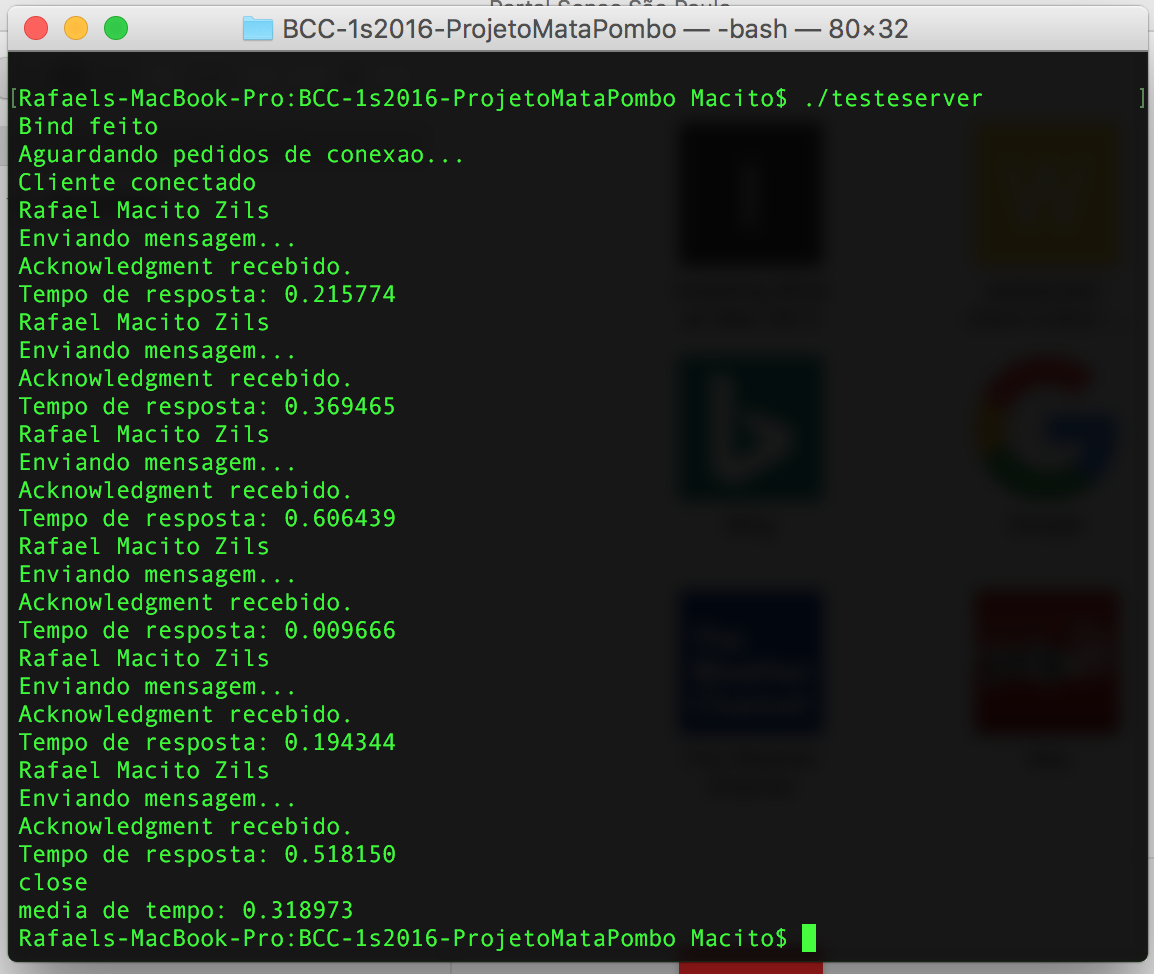 BCC-1s2016-ProjetoMataPombo — -bash — 80×32
[Rafaels-MacBook-Pro:BCC-1s2016-ProjetoMataPombo Macito$ ./testeserver ]
Bind feito
Aguardando pedidos de conexao...
Cliente conectado
Rafael Macito Zils
Enviando mensagem...
Acknowledgment recebido.
Tempo de resposta: 0.215774
Rafael Macito Zils
Enviando mensagem...
Acknowledgment recebido.
Tempo de resposta: 0.369465
Rafael Macito Zils
Enviando mensagem...
Acknowledgment recebido.
Tempo de resposta: 0.606439
Rafael Macito Zils
Enviando mensagem...
Acknowledgment recebido.
Tempo de resposta: 0.009666
Rafael Macito Zils
Enviando mensagem...
Acknowledgment recebido.
Tempo de resposta: 0.194344
Rafael Macito Zils
Enviando mensagem...
Acknowledgment recebido.
Tempo de resposta: 0.518150
close
media de tempo: 0.318973
Rafaels-MacBook-Pro:BCC-1s2016-ProjetoMataPombo Macito$